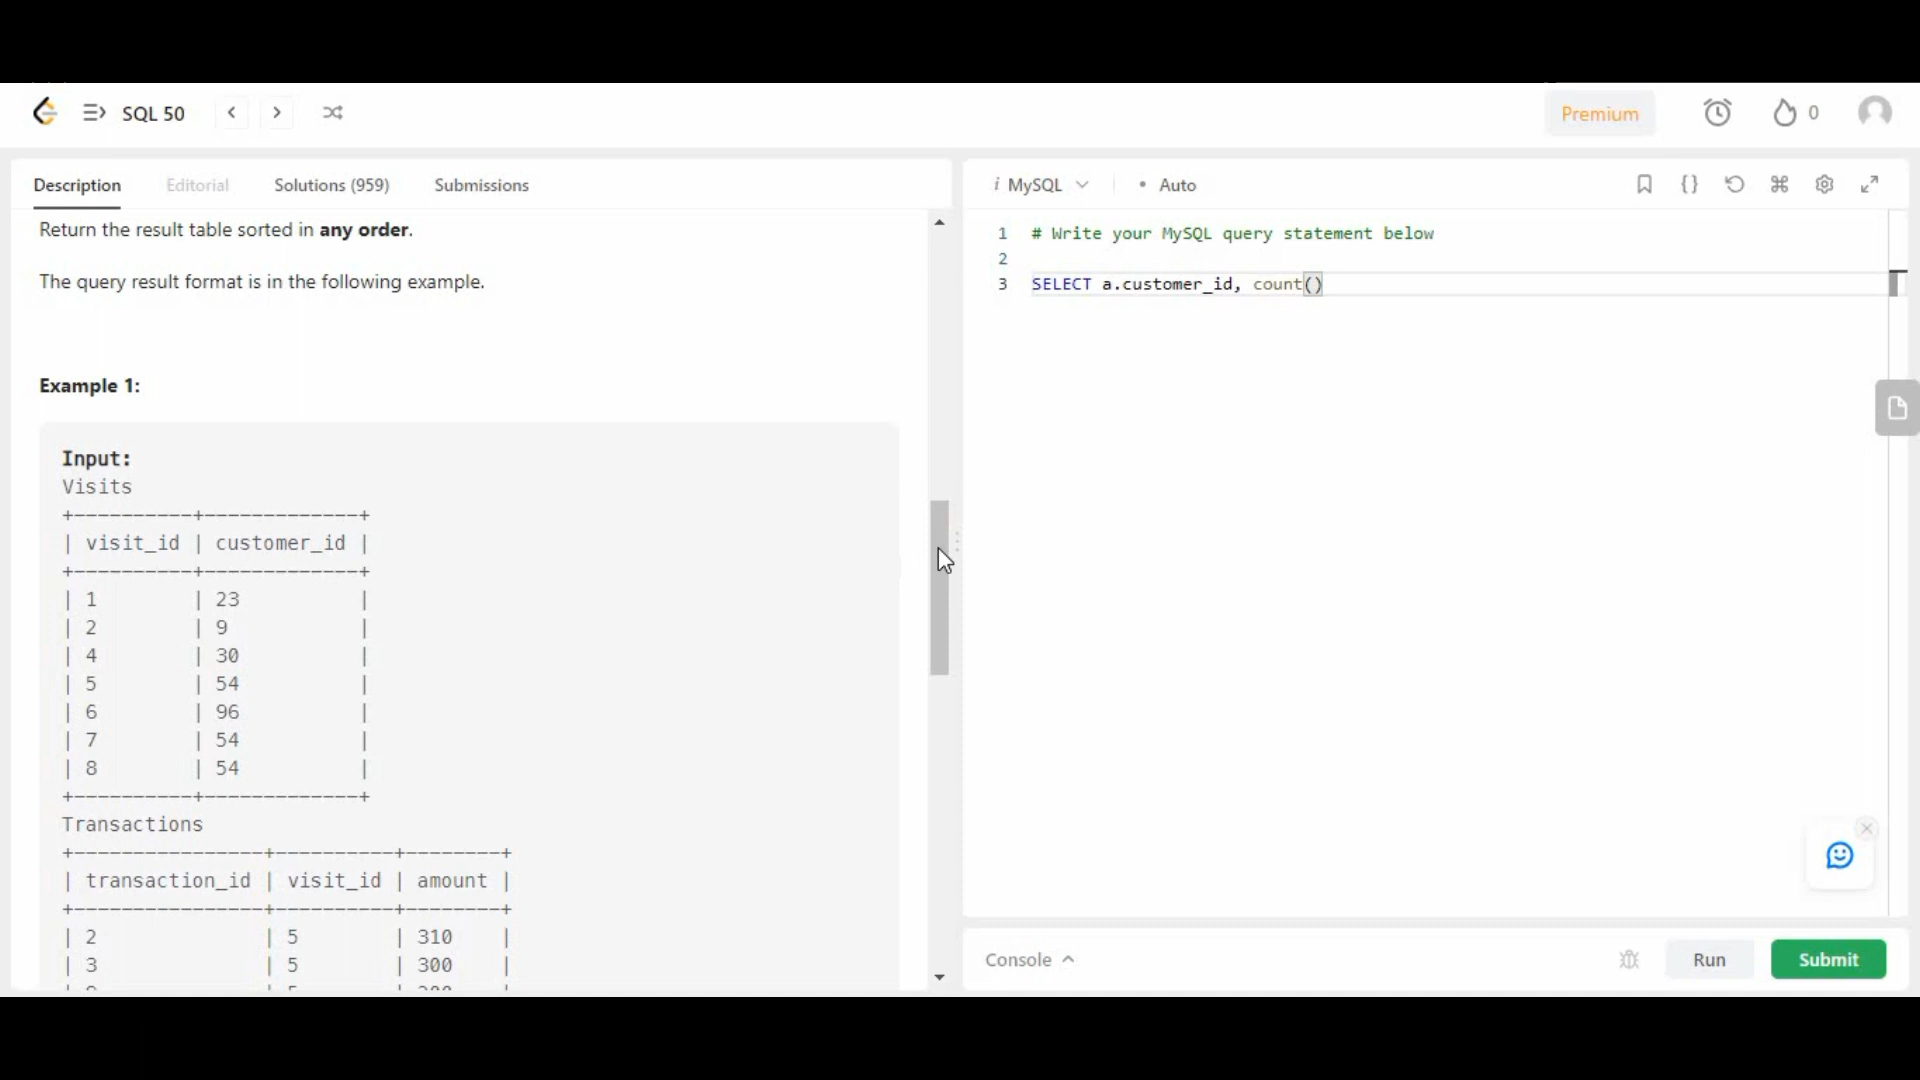 SQL 50
Premium
0
Description Editorial Solutions (959) Submissions
Return the result table sorted in any order.
The query result format is in the following example.
Example 1:
Input:
Visits
+----------+-------------+
| visit_id | customer_id |
+----------+-------------+
| 1 | 23 |
| 2 | 9 |
| 4 | 30 |
| 5 | 54 |
| 6 | 96 |
| 7 | 54 |
| 8 | 54 |
+----------+-------------+
Transactions
+----------------+----------+--------+
| transaction_id | visit_id | amount |
+----------------+----------+--------+
| 2 | 5 | 310 |
| 3 | 5 | 300 |
i MySQL • Auto
1 # Write your MySQL query statement below
2
3 SELECT a.customer_id, count()
Console Run Submit